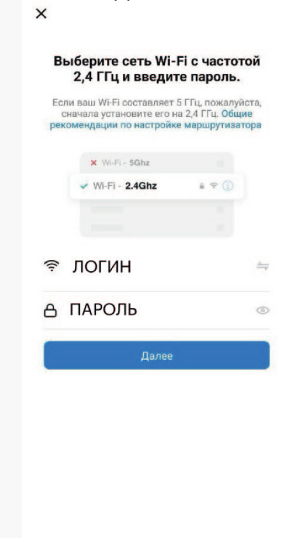 Выберите сеть Wi-Fi с частотой
2,4 ГГц и введите пароль.
Если ваш Wi-Fi составляет 5 ГГц, пожалуйста,
сначала установите его на 2,4 ГГц. Общие
рекомендации по настройке маршрутизатора
Wi-Fi - 5Ghz
Wi-Fi - 2.4Ghz
ЛОГИН
ПАРОЛЬ
Далее